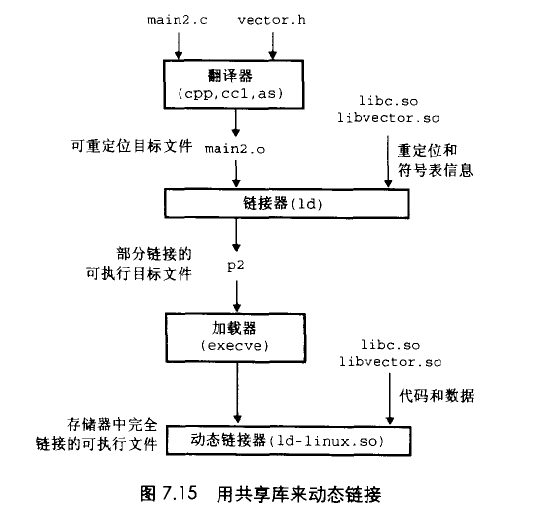 main2.c vector.h
翻译器
(cpp,cc1,as)
libc.so
libvector.so
可重定位目标文件 main2.o
重定位和
符号表信息
链接器(ld)
部分链接的
可执行目标文件
p2
加载器
(execve)
libc.so
libvector.so
代码和数据
存储器中完全
链接的可执行文件
动态链接器(ld-linux.so)
图 7.15 用共享库来动态链接